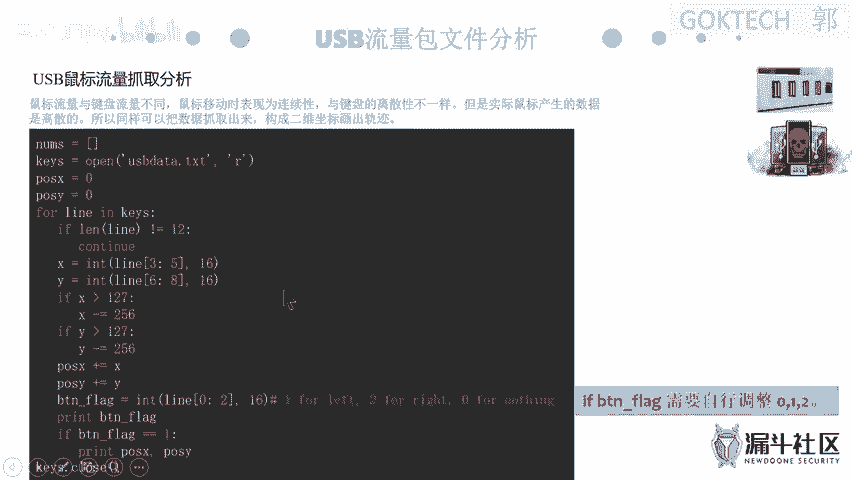 GOKTECH 郭
USB流量包文件分析
USB鼠标流量抓取分析
鼠标流量与键盘流量不同，鼠标移动时表现为连续性，与键盘的离散性不一样。但是实际鼠标产生的数据
是离散的。所以同样可以把数据抓取出来，构成二维坐标画出轨迹。
nums = []
keys = open('usbdata.txt', 'r')
posx = 0
posy = 0
for line in keys:
if len(line) != 12:
continue
x = int(line[3: 5], 16)
y = int(line[6: 8], 16)
if x > 127:
x -= 256
if y > 127:
y -= 256
posx += x
posy += y
btn_flag = int(line[0: 2], 16)# 1 for left, 2 for right, 0 for nothing
print btn_flag
if btn_flag == 1:
print posx, posy
keys.close()
if btn_flag 需要自行调整 0,1,2。
漏斗社区
NEWDOONE SECURITY